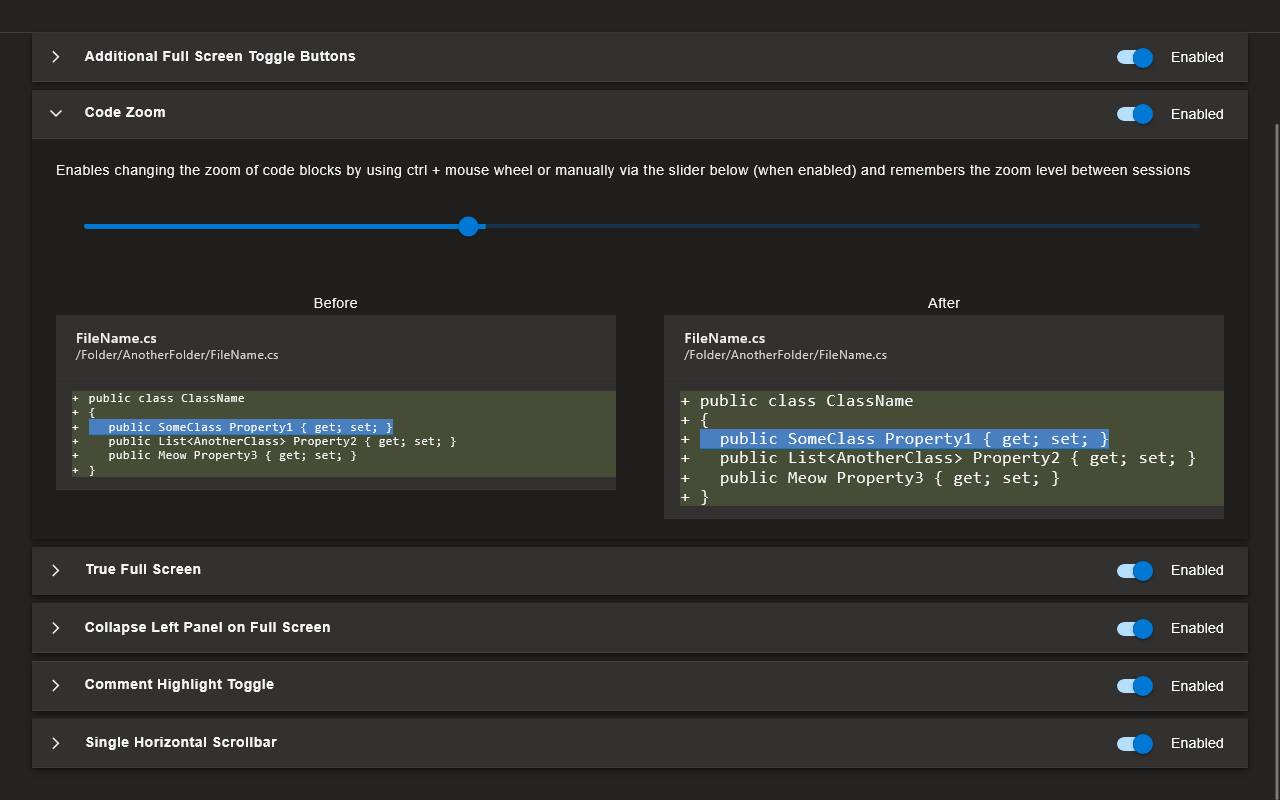 Additional Full Screen Toggle Buttons
Enabled
Code Zoom
Enabled
Enables changing the zoom of code blocks by using ctrl + mouse wheel or manually via the slider below (when enabled) and remembers the zoom level between sessions
Before
FileName.cs
/Folder/AnotherFolder/FileName.cs
+ public class ClassName
+ {
+   public SomeClass Property1 { get; set; }
+   public List<AnotherClass> Property2 { get; set; }
+   public Meow Property3 { get; set; }
+ }
After
FileName.cs
/Folder/AnotherFolder/FileName.cs
+ public class ClassName
+ {
+   public SomeClass Property1 { get; set; }
+   public List<AnotherClass> Property2 { get; set; }
+   public Meow Property3 { get; set; }
+ }
True Full Screen
Enabled
Collapse Left Panel on Full Screen
Enabled
Comment Highlight Toggle
Enabled
Single Horizontal Scrollbar
Enabled